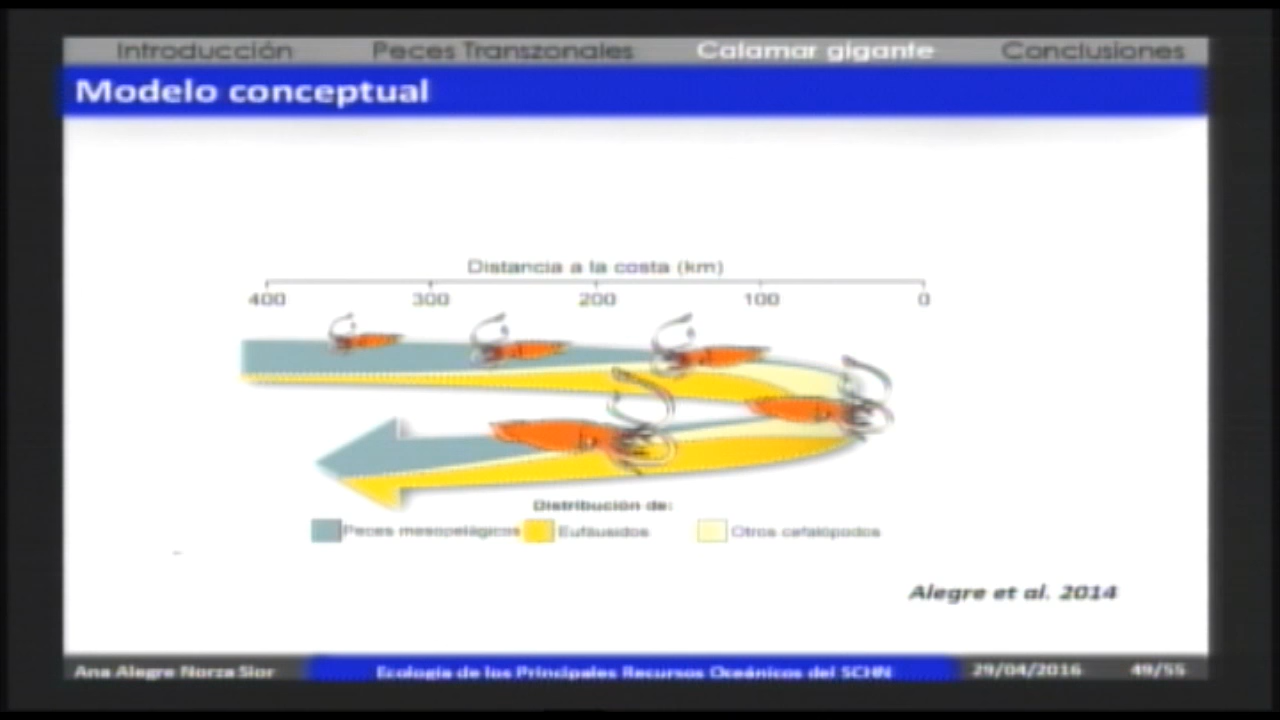 Introducción Peces Transzonales Calamar gigante Conclusiones
Modelo conceptual
Distancia a la costa (km)
400 300 200 100 0
Distribución de:
Peces mesopelágicos Eufáusidos Otros cefalópodos
Alegre et al. 2014
Ana Alegre Norza Sior Ecología de los Principales Recursos Oceánicos del SCHN 29/04/2016 49/55